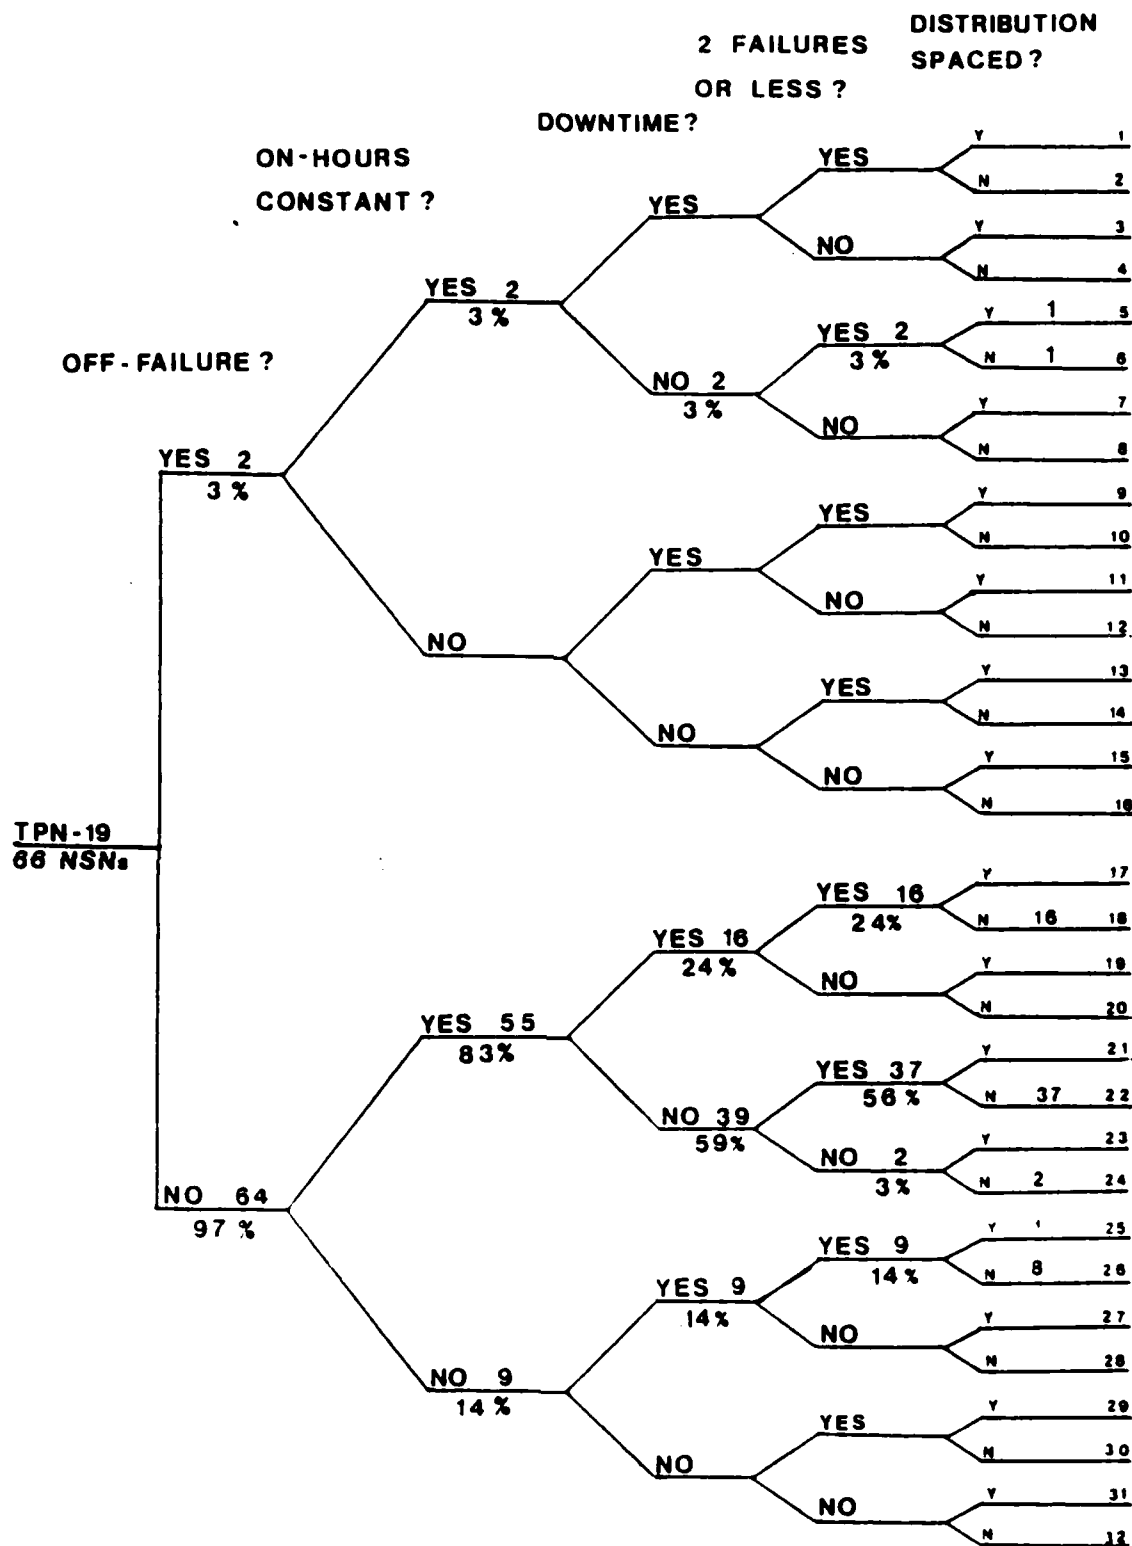 DISTRIBUTION
SPACED?
2 FAILURES
OR LESS?
DOWNTIME?
ON-HOURS
CONSTANT?
OFF-FAILURE?
TPN-19
66 NSNs
YES 2
3%
NO 64
97%
YES 2
3%
NO
YES 55
83%
NO 9
14%
YES
NO 2
3%
YES
NO
YES 16
24%
NO 39
59%
YES 9
14%
NO
YES
NO
YES 2
3%
NO
YES
NO
YES
NO
YES 16
24%
NO
YES 37
56%
NO 2
3%
YES 9
14%
NO
YES
NO
Y 1
N 2
Y 3
N 4
Y 1 5
N 1 6
Y 7
N 8
Y 9
N 10
Y 11
N 12
Y 13
N 14
Y 15
N 16
Y 17
N 16 18
Y 19
N 20
Y 21
N 37 22
Y 23
N 2 24
Y 1 25
N 8 26
Y 27
N 28
Y 29
N 30
Y 31
N 32